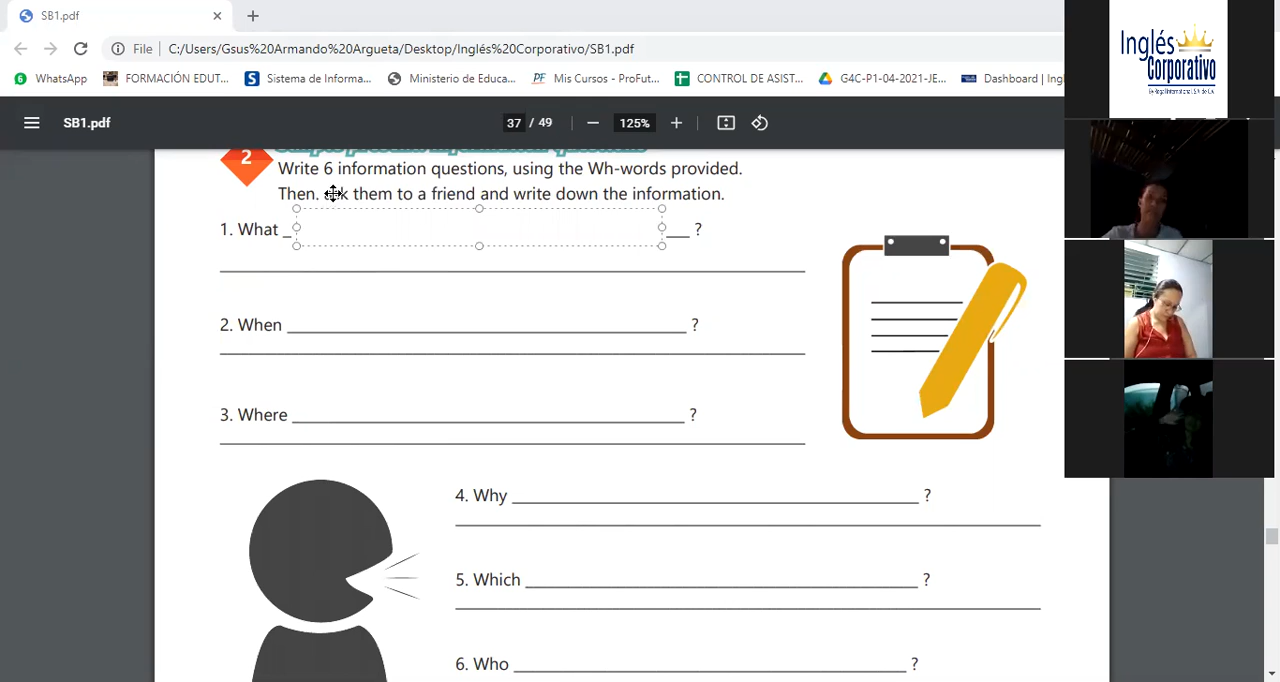 SB1.pdf
File C:/Users/Gsus%20Armando%20Argueta/Desktop/Inglés%20Corporativo/SB1.pdf
WhatsApp FORMACIÓN EDUT... Sistema de Informa... Ministerio de Educa... Mis Cursos - ProFut... CONTROL DE ASIST... G4C-P1-04-2021-JE... Dashboard | Ingl
SB1.pdf 37 / 49 125%
2
Write 6 information questions, using the Wh-words provided.
Then. ask them to a friend and write down the information.
1. What ?
2. When ?
3. Where ?
4. Why ?
5. Which ?
6. Who ?
Inglés
Corporativo